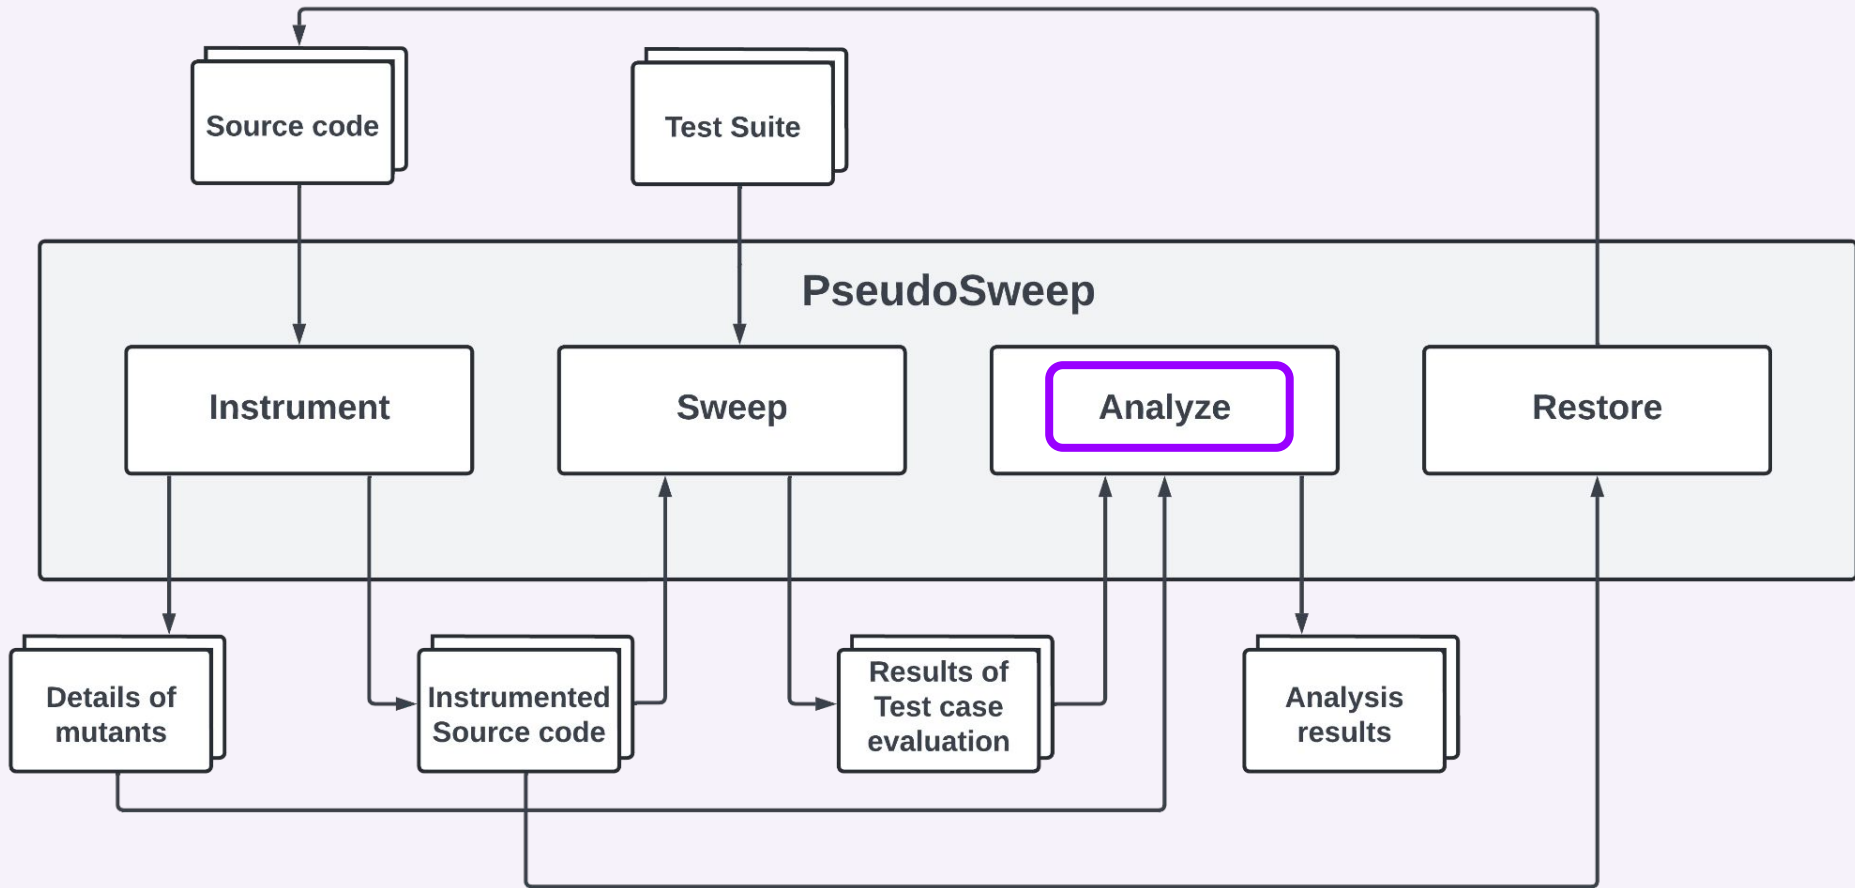 Source code
Test Suite
PseudoSweep
Instrument
Sweep
Analyze
Restore
Details of
mutants
Instrumented
Source code
Results of
Test case
evaluation
Analysis
results